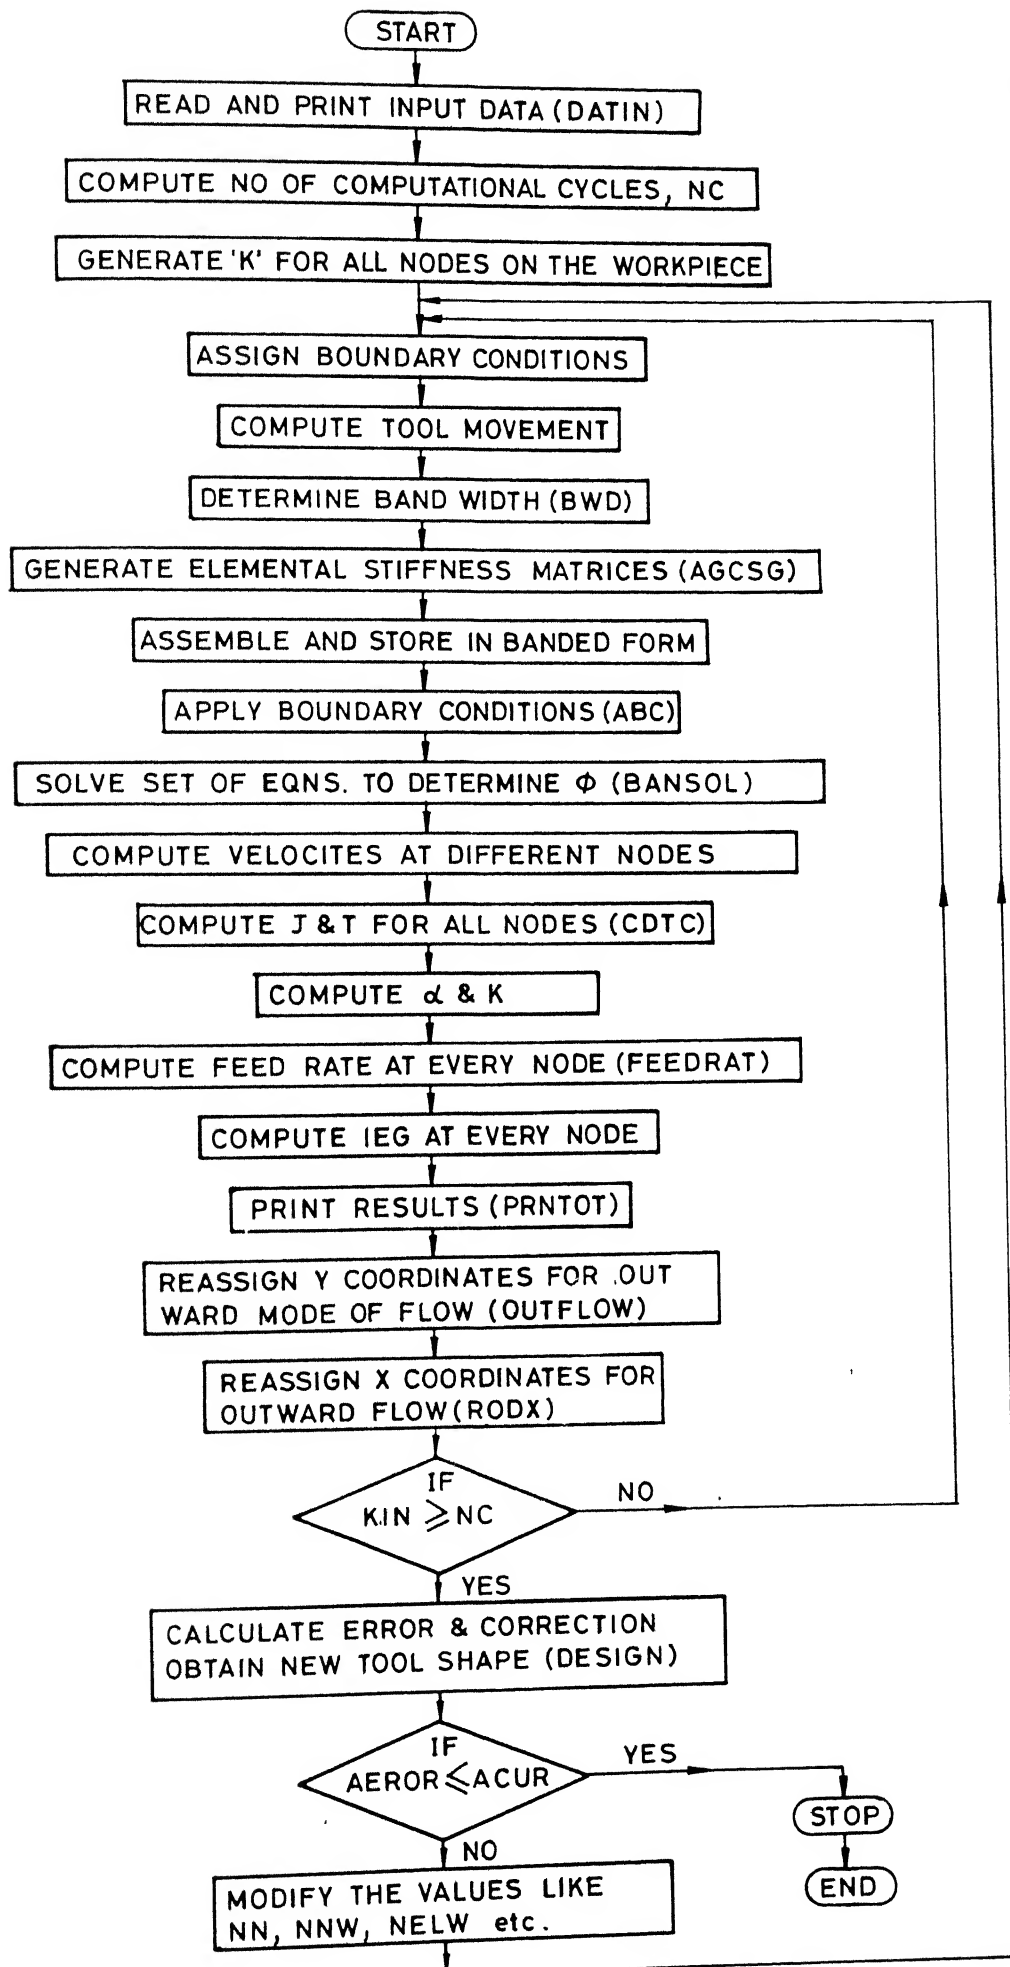 START
READ AND PRINT INPUT DATA (DATIN)
COMPUTE NO OF COMPUTATIONAL CYCLES, NC
GENERATE 'K' FOR ALL NODES ON THE WORKPIECE
ASSIGN BOUNDARY CONDITIONS
COMPUTE TOOL MOVEMENT
DETERMINE BAND WIDTH (BWD)
GENERATE ELEMENTAL STIFFNESS MATRICES (AGCSG)
ASSEMBLE AND STORE IN BANDED FORM
APPLY BOUNDARY CONDITIONS (ABC)
SOLVE SET OF EQNS. TO DETERMINE Φ (BANSOL)
COMPUTE VELOCITES AT DIFFERENT NODES
COMPUTE J & T FOR ALL NODES (CDTC)
COMPUTE α & K
COMPUTE FEED RATE AT EVERY NODE (FEEDRAT)
COMPUTE IEG AT EVERY NODE
PRINT RESULTS (PRNTOT)
REASSIGN Y COORDINATES FOR OUT
WARD MODE OF FLOW (OUTFLOW)
REASSIGN X COORDINATES FOR
OUTWARD FLOW (RODX)
IF
KIN ⩾ NC
NO
YES
CALCULATE ERROR & CORRECTION
OBTAIN NEW TOOL SHAPE (DESIGN)
IF
AEROR ⩽ ACUR
YES
STOP
END
NO
MODIFY THE VALUES LIKE
NN, NNW, NELW etc.